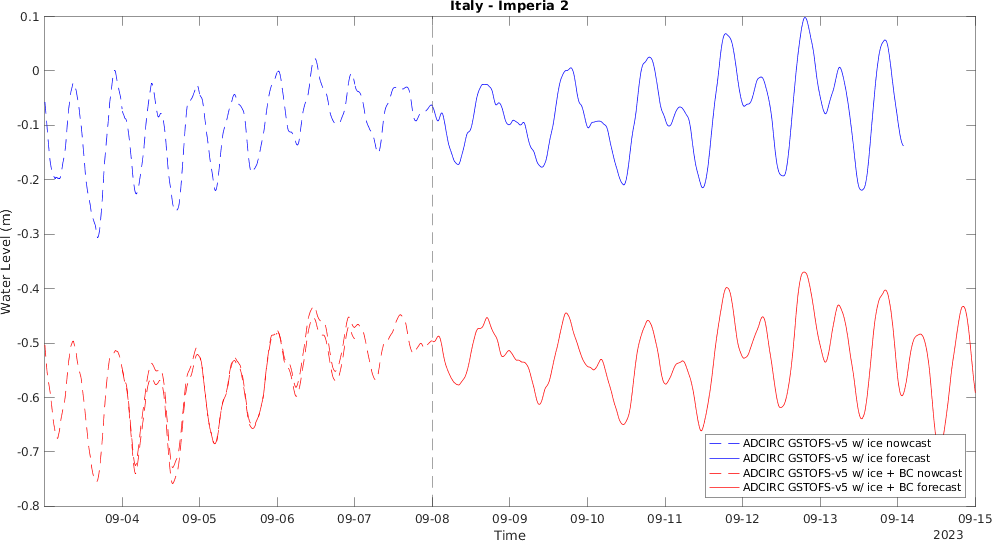 Italy - Imperia 2
Water Level (m)
0.1
0
-0.1
-0.2
-0.3
-0.4
-0.5
-0.6
-0.7
-0.8
ADCIRC GSTOFS-v5 w/ ice nowcast
ADCIRC GSTOFS-v5 w/ ice forecast
ADCIRC GSTOFS-v5 w/ ice + BC nowcast
ADCIRC GSTOFS-v5 w/ ice + BC forecast
09-04 09-05 09-06 09-07 09-08 09-09 09-10 09-11 09-12 09-13 09-14 09-15
Time
2023